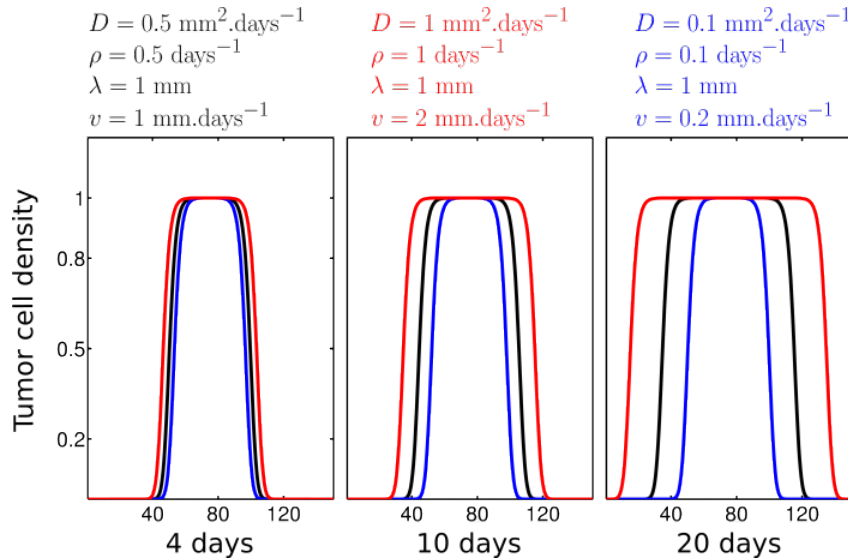 D = 0.5 mm².days⁻¹
ρ = 0.5 days⁻¹
λ = 1 mm
v = 1 mm.days⁻¹
D = 1 mm².days⁻¹
ρ = 1 days⁻¹
λ = 1 mm
v = 2 mm.days⁻¹
D = 0.1 mm².days⁻¹
ρ = 0.1 days⁻¹
λ = 1 mm
v = 0.2 mm.days⁻¹
Tumor cell density
1
0.8
0.5
0.2
40 120
4 days
40 80 120
10 days
40 80 120
20 days